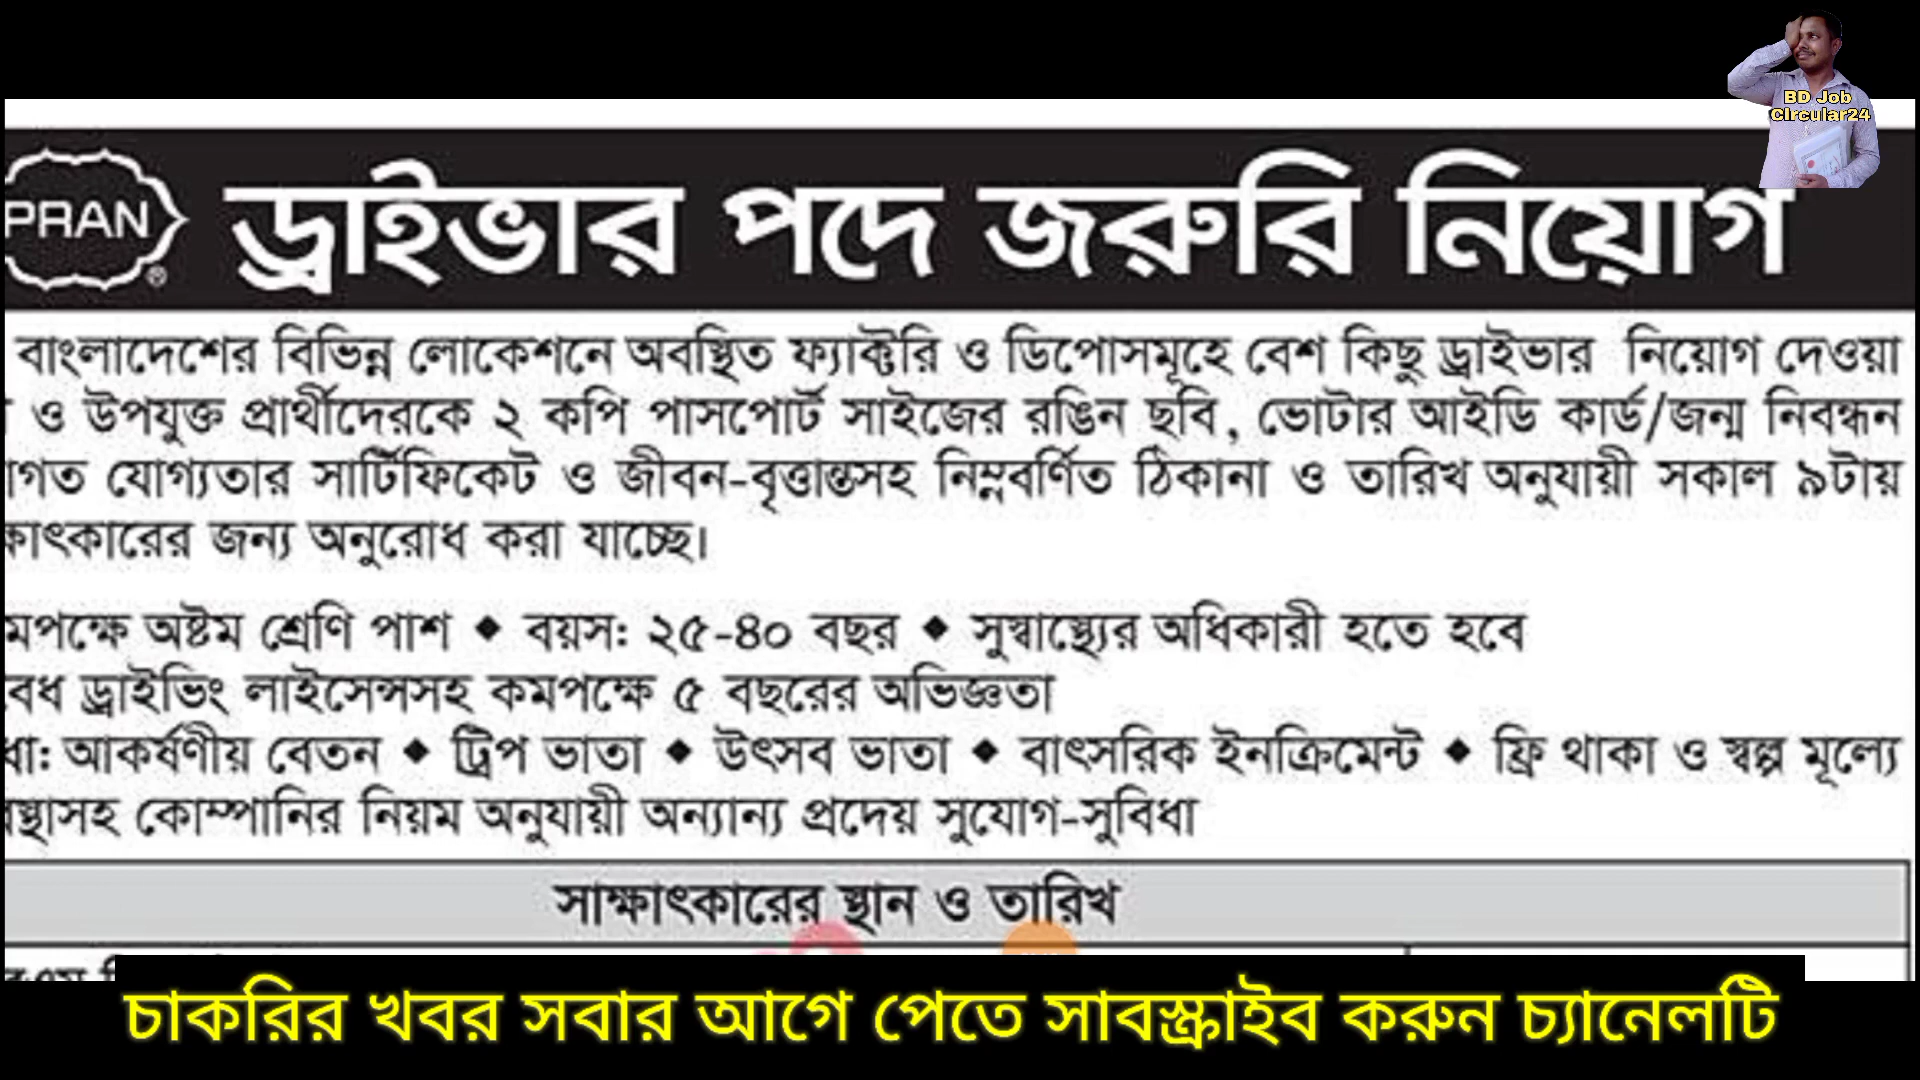 BD Job
CIrcular24
PRAN
ড্রাইভার পদে জরুরি নিয়োগ
বাংলাদেশের বিভিন্ন লোকেশনে অবস্থিত ফ্যাক্টরি ও ডিপোসমূহে বেশ কিছু ড্রাইভার নিয়োগ দেওয়া
ও উপযুক্ত প্রার্থীদেরকে ২ কপি পাসপোর্ট সাইজের রঙিন ছবি, ভোটার আইডি কার্ড/জন্ম নিবন্ধন
গত যোগ্যতার সার্টিফিকেট ও জীবন-বৃত্তান্তসহ নিম্নবর্ণিত ঠিকানা ও তারিখ অনুযায়ী সকাল ৯টায়
ক্ষাৎকারের জন্য অনুরোধ করা যাচ্ছে।
মপক্ষে অষ্টম শ্রেণি পাশ ◆ বয়স: ২৫-৪০ বছর ◆ সুস্বাস্থ্যের অধিকারী হতে হবে
বৈধ ড্রাইভিং লাইসেন্সসহ কমপক্ষে ৫ বছরের অভিজ্ঞতা
ধা: আকর্ষণীয় বেতন ◆ ট্রিপ ভাতা ◆ উৎসব ভাতা ◆ বাৎসরিক ইনক্রিমেন্ট ◆ ফ্রি থাকা ও স্বল্প মূল্যে
বস্থাসহ কোম্পানির নিয়ম অনুযায়ী অন্যান্য প্রদেয় সুযোগ-সুবিধা
সাক্ষাৎকারের স্থান ও তারিখ
চাকরির খবর সবার আগে পেতে সাবস্ক্রাইব করুন চ্যানেলটি